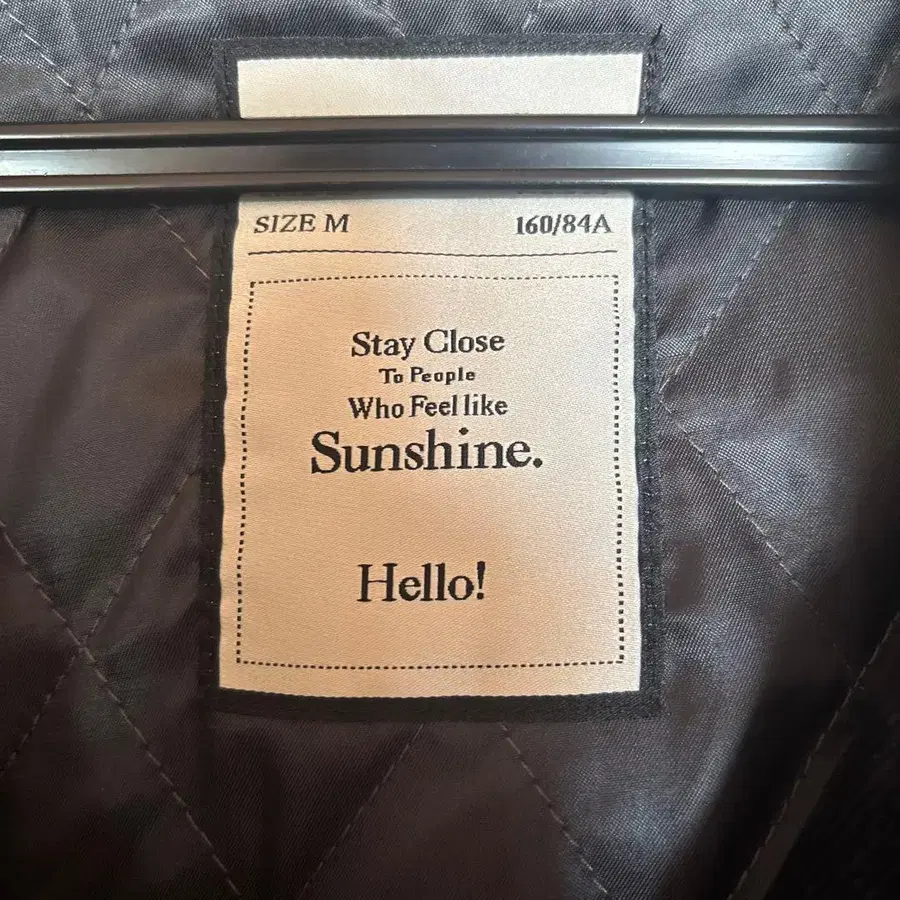 SIZE M 160/84A
Stay Close
To People
Who Feel like
Sunshine.
Hello!